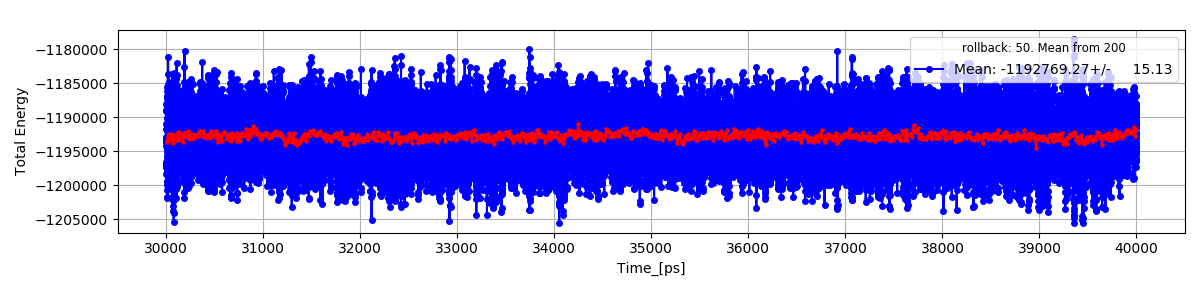 −1180000
−1185000
−1190000
−1195000
−1200000
−1205000
Total Energy
rollback: 50. Mean from 200
Mean: -1192769.27+/- 15.13
30000 31000 32000 33000 34000 35000 36000 37000 38000 39000 40000
Time_[ps]